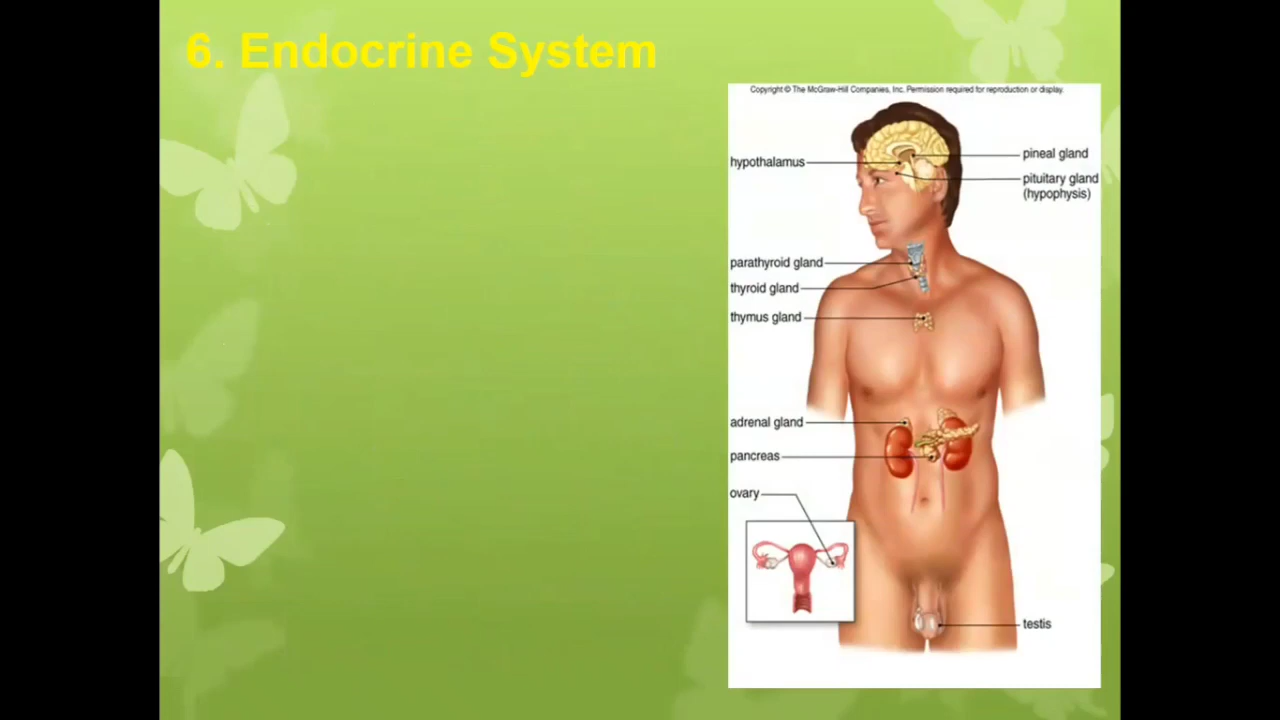 6. Endocrine System
Copyright © The McGraw-Hill Companies, Inc. Permission required for reproduction or display.
hypothalamus
pineal gland
pituitary gland
(hypophysis)
parathyroid gland
thyroid gland
thymus gland
adrenal gland
pancreas
ovary
testis